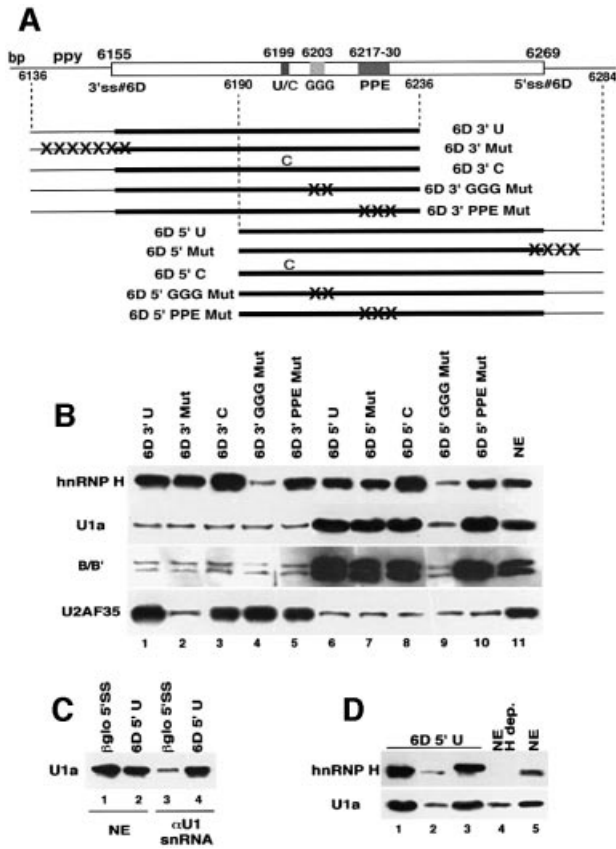 A
bp
ppy
6155
6199
6203
6217-30
6269
6136
3'ss#6D
6190
U/C
GGG
PPE
6236
5'ss#6D
6284
6D 3' U
XXXXXXX
6D 3' Mut
C
6D 3' C
XX
6D 3' GGG Mut
XXX
6D 3' PPE Mut
6D 5' U
6D 5' Mut
XXXX
C
6D 5' C
6D 5' GGG Mut
XX
6D 5' PPE Mut
XXX
B
6D 3' U
6D 3' Mut
6D 3' C
6D 3' GGG Mut
6D 3' PPE Mut
6D 5' U
6D 5' Mut
6D 5' C
6D 5' GGG Mut
6D 5' PPE Mut
NE
hnRNP H
U1a
B/B'
U2AF35
1 2 3 4 5 6 7 8 9 10 11
C
βglo 5'SS
6D 5' U
βglo 5'SS
6D 5' U
U1a
1 2 3 4
NE
αU1
snRNA
D
6D 5' U
NE
H dep.
NE
hnRNP H
U1a
1 2 3 4 5